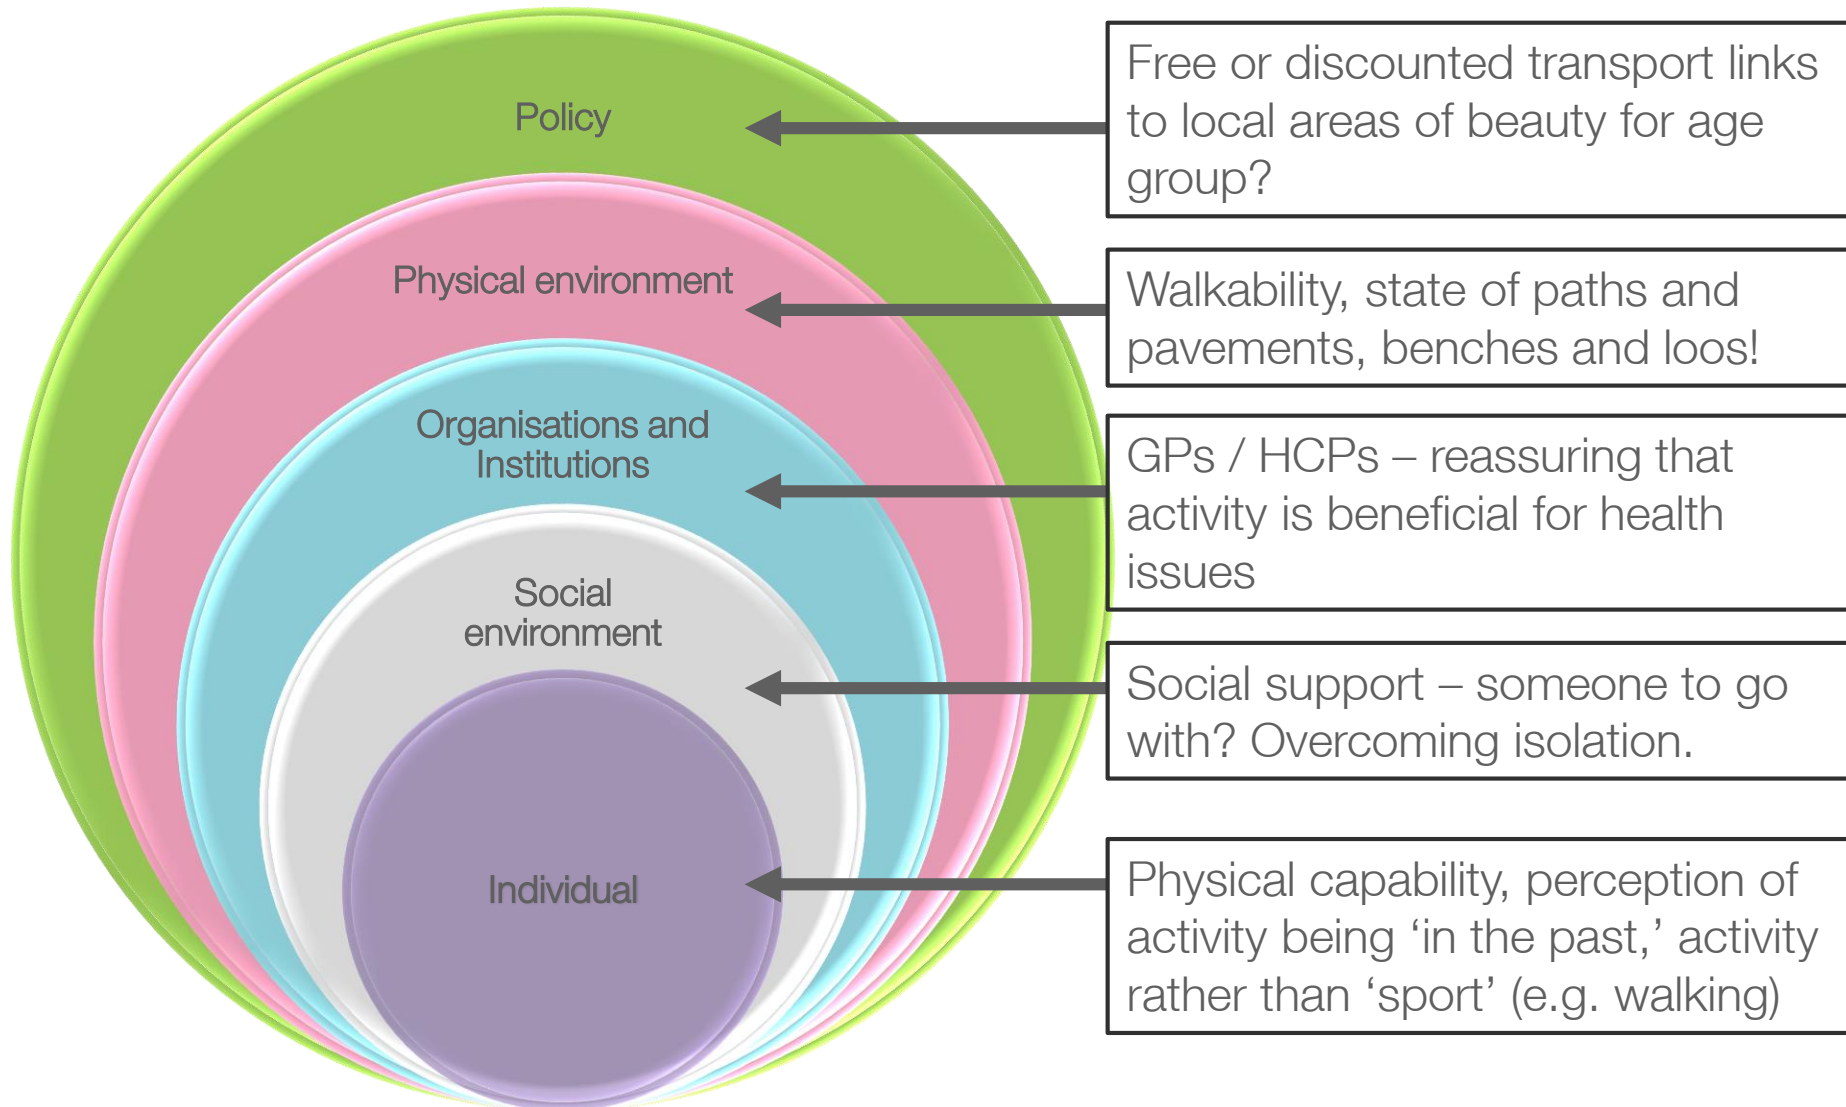 Policy
Free or discounted transport links
to local areas of beauty for age
group?
Physical environment
Walkability, state of paths and
pavements, benches and loos!
Organisations and
Institutions
GPs / HCPs – reassuring that
activity is beneficial for health
issues
Social
environment
Social support – someone to go
with? Overcoming isolation.
Individual
Physical capability, perception of
activity being ‘in the past,’ activity
rather than ‘sport’ (e.g. walking)